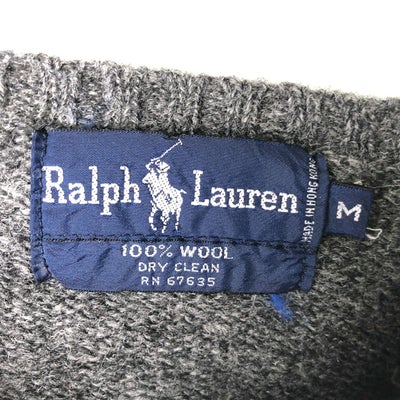 Ralph Lauren
100% WOOL
DRY CLEAN
RN 67635
MADE IN HONG KONG
M